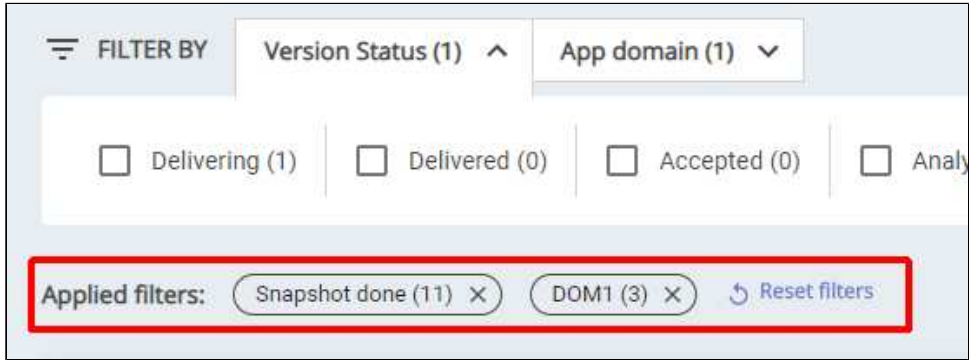 FILTER BY Version Status (1) App domain (1)
Delivering (1) Delivered (0) Accepted (0) Analy
Applied filters: Snapshot done (11) DOM1 (3) Reset filters